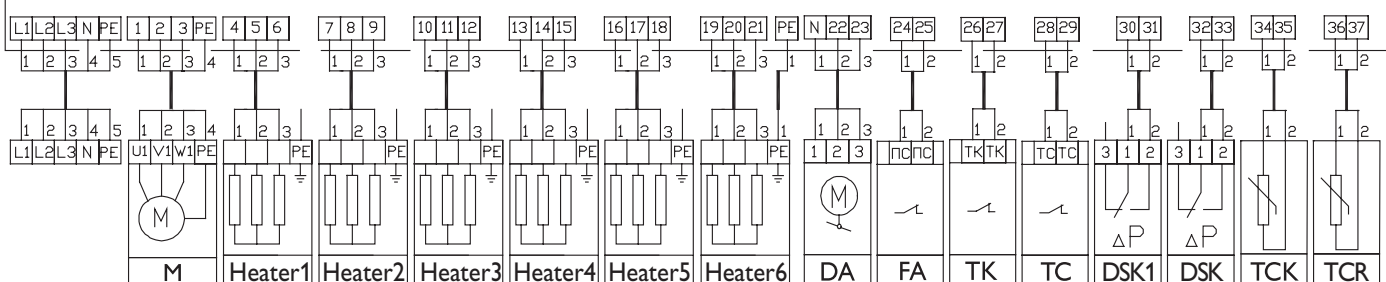 L1 L2 L3 N PE 1 2 3 PE 4 5 6 7 8 9 10 11 12 13 14 15 16 17 18 19 20 21 PE N 22 23 24 25 26 27 28 29 30 31 32 33 34 35 36 37
1 2 3 4 5 1 2 3 4 1 2 3 1 2 3 1 2 3 1 2 3 1 2 3 1 2 3 1 1 2 3 1 2 1 2 1 2 1 2 1 2 1 2 1 2
1 2 3 4 5 1 2 3 4 1 2 3 1 2 3 1 2 3 1 2 3 1 2 3 1 2 3 1 1 2 3 1 2 1 2 1 2 1 2 1 2 1 2 1 2
L1 L2 L3 N PE U1 V1 W1 PE PE PE PE PE PE PE 1 2 3 ПС ПС ТК ТК ТС ТС 3 1 2 3 1 2
M M
ΔP ΔP
M Heater1 Heater2 Heater3 Heater4 Heater5 Heater6 DA FA TK TC DSK1 DSK TCK TCR